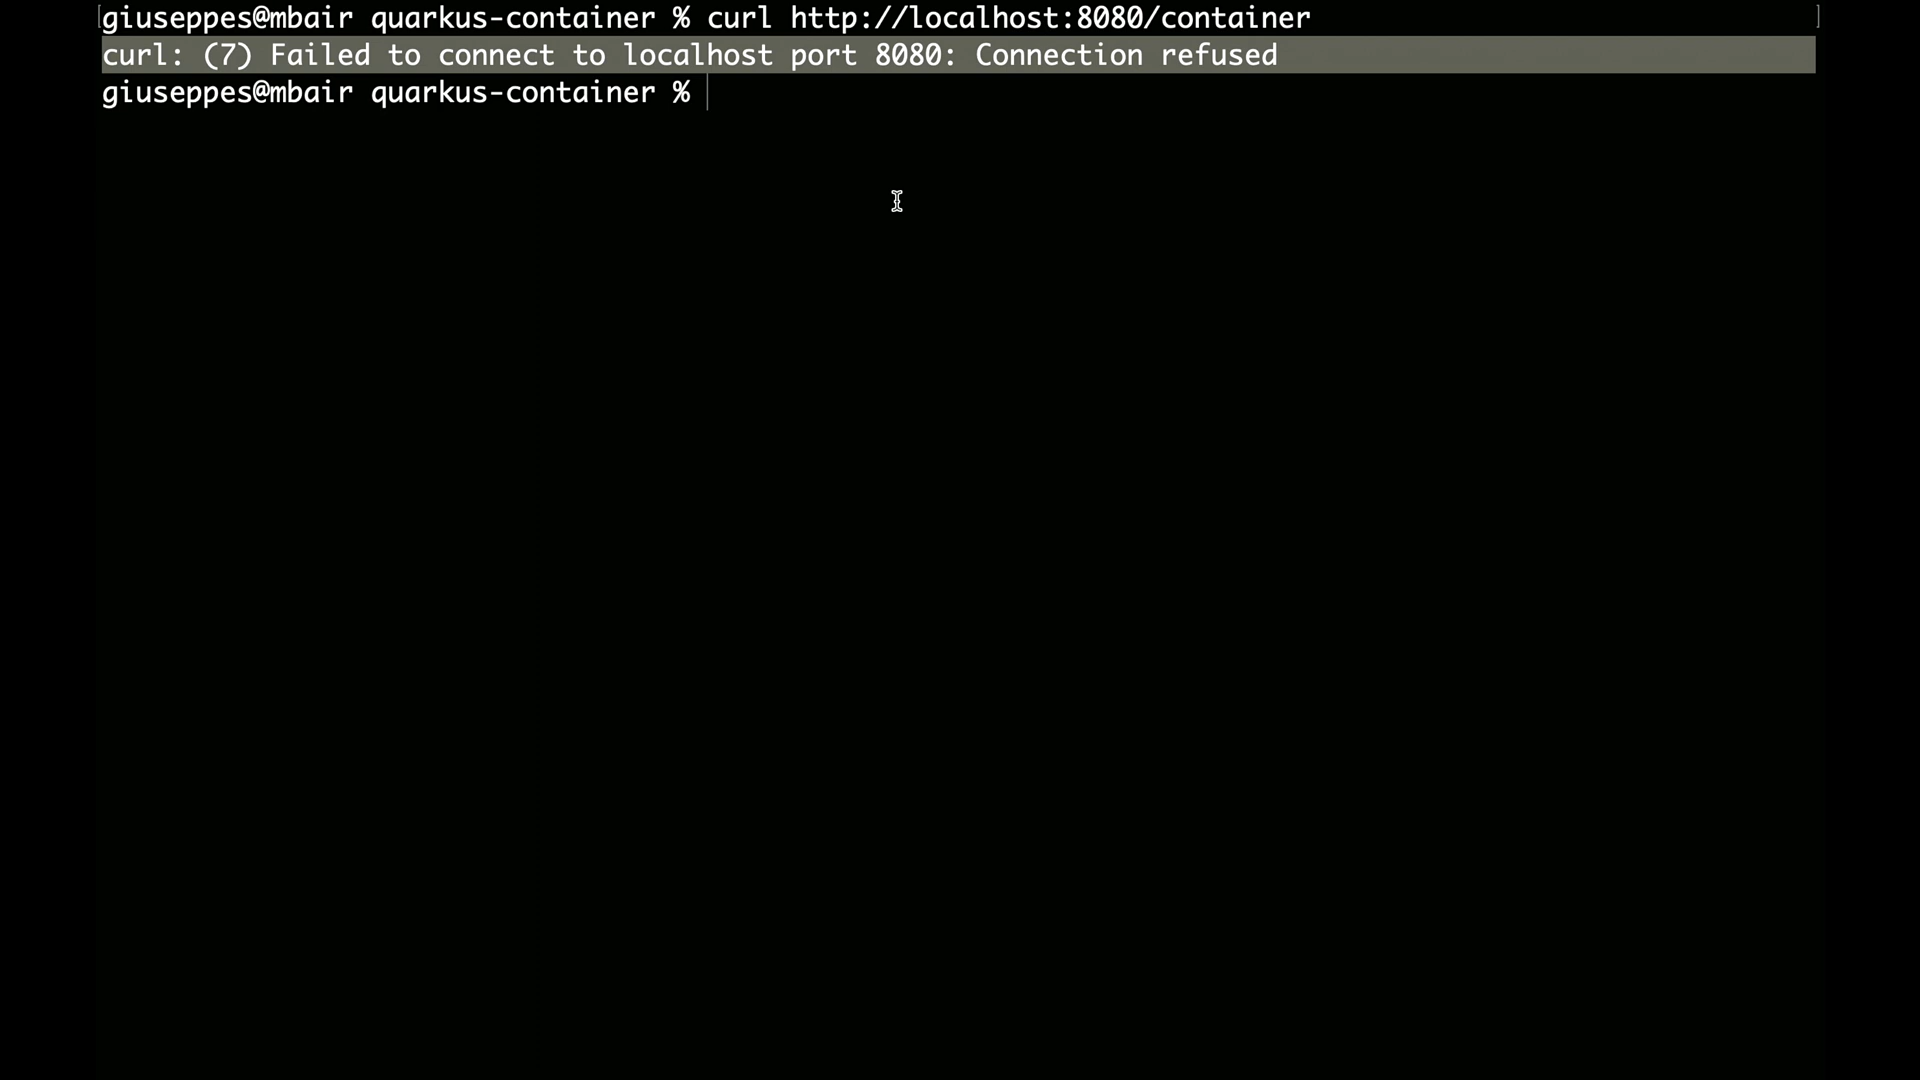 giuseppes@mbair quarkus-container % curl http://localhost:8080/container
curl: (7) Failed to connect to localhost port 8080: Connection refused
giuseppes@mbair quarkus-container %